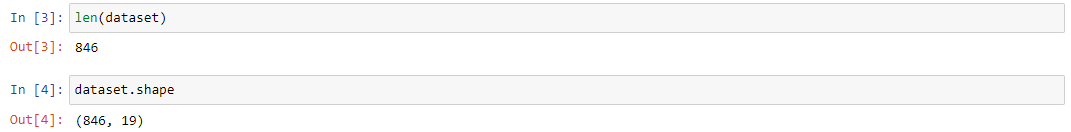 In [3]: len(dataset)
Out[3]: 846
In [4]: dataset.shape
Out[4]: (846, 19)